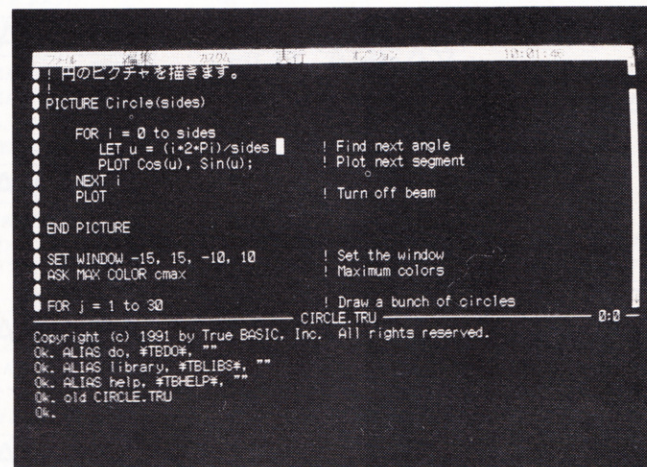 ファイル 編集 カスタム 実行 オプション 10:01:46
! 円のピクチャを描きます。
!
PICTURE Circle(sides)
FOR i = 0 to sides
LET u = (i*2*Pi)/sides ! Find next angle
PLOT Cos(u), Sin(u); ! Plot next segment
NEXT i
PLOT ! Turn off beam
END PICTURE
SET WINDOW -15, 15, -10, 10 ! Set the window
ASK MAX COLOR cmax ! Maximum colors
FOR j = 1 to 30 ! Draw a bunch of circles
CIRCLE.TRU 0:0
Copyright (c) 1991 by True BASIC, Inc. All rights reserved.
Ok. ALIAS do, ¥TBDO¥, ""
Ok. ALIAS library, ¥TBLIBS¥, ""
Ok. ALIAS help, ¥TBHELP¥, ""
Ok. old CIRCLE.TRU
Ok.